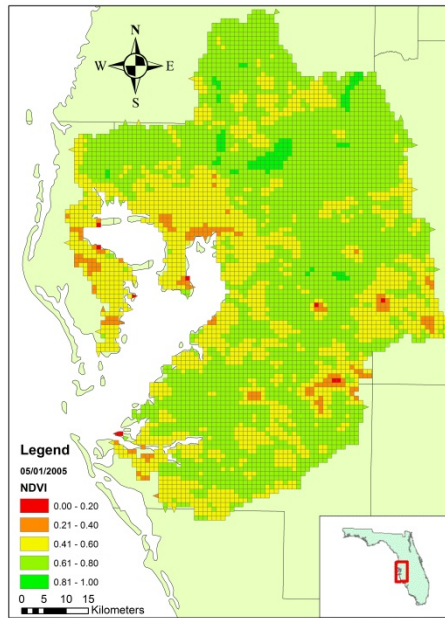 N
W E
S
Legend
05/01/2005
NDVI
0.00 - 0.20
0.21 - 0.40
0.41 - 0.60
0.61 - 0.80
0.81 - 1.00
0 5 10 15
Kilometers